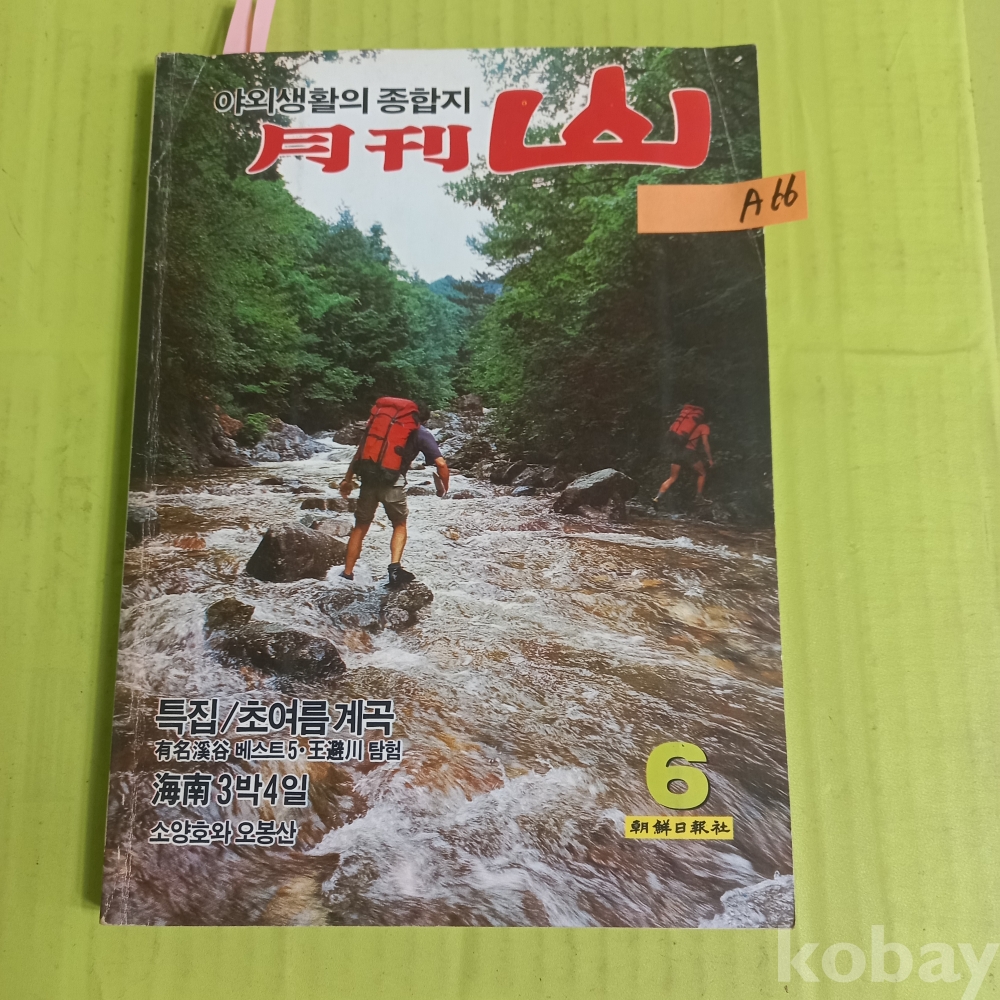 야외생활의 종합지
月刊 山
A66
특집/초여름 계곡
有名溪谷 베스트 5·王避川 탐험
海南 3박4일
소양호와 오봉산
6
朝鮮日報社
kobay